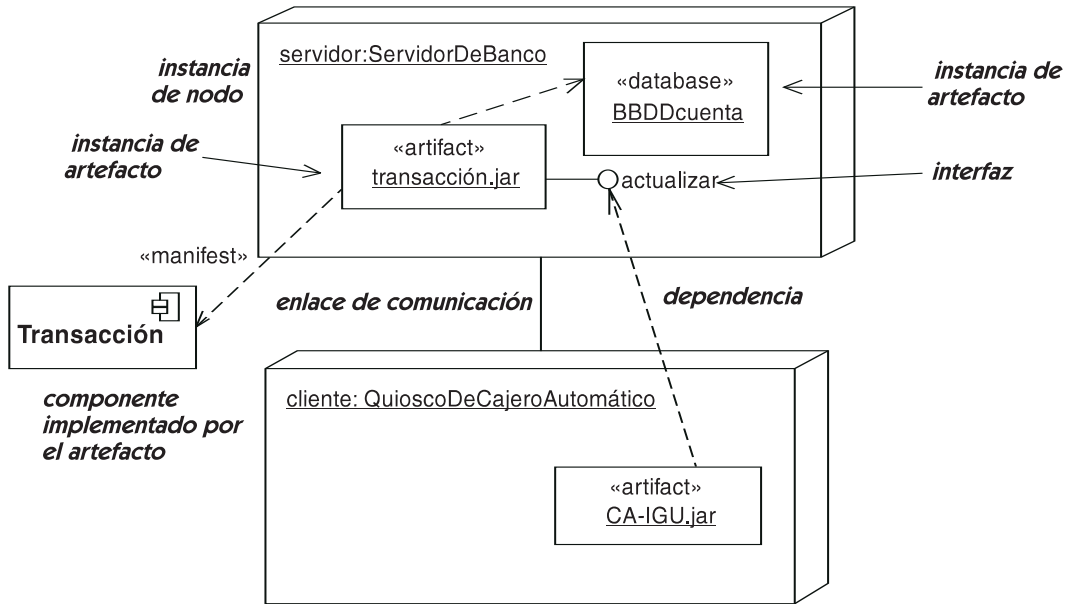 servidor:ServidorDeBanco
instancia
de nodo
«database»
BBDDcuenta
instancia de
artefacto
instancia de
artefacto
«artifact»
transacción.jar
actualizar
interfaz
«manifest»
Transacción
enlace de comunicación
dependencia
componente
implementado por
el artefacto
cliente: QuioscoDeCajeroAutomático
«artifact»
CA-IGU.jar